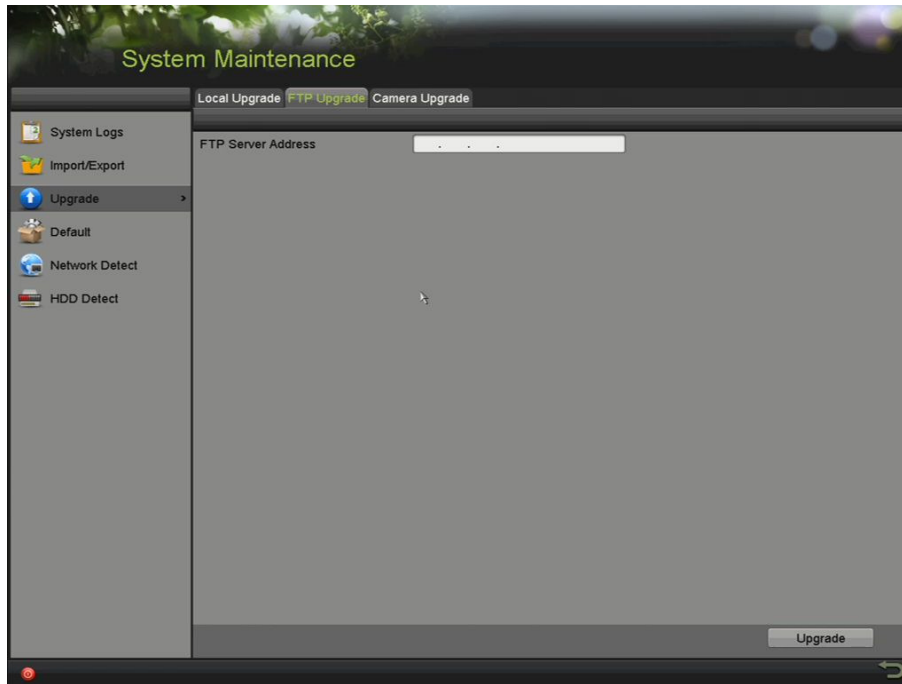 System Maintenance
Local Upgrade FTP Upgrade Camera Upgrade
System Logs
Import/Export
Upgrade >
Default
Network Detect
HDD Detect
FTP Server Address . . .
Upgrade